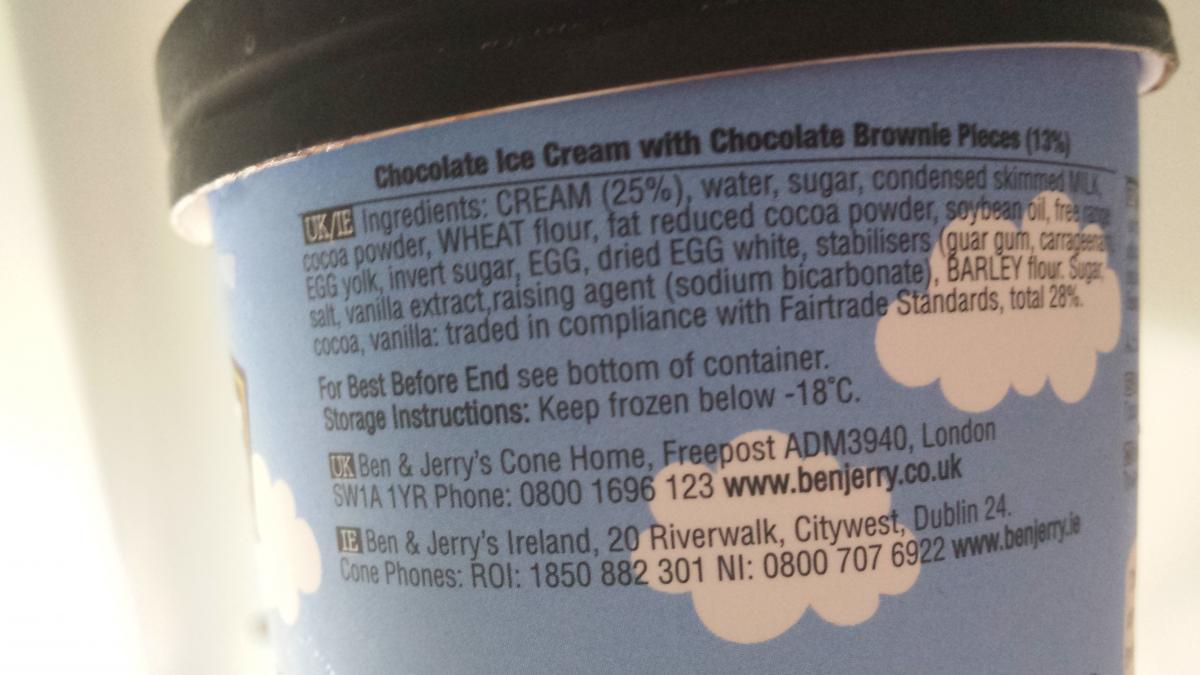 Chocolate Ice Cream with Chocolate Brownie Pieces (13%)
UK/IE Ingredients: CREAM (25%), water, sugar, condensed skimmed MILK,
cocoa powder, WHEAT flour, fat reduced cocoa powder, soybean oil, free range
EGG yolk, invert sugar, EGG, dried EGG white, stabilisers (guar gum, carrageenan
salt, vanilla extract,raising agent (sodium bicarbonate), BARLEY flour. Sugar,
cocoa, vanilla: traded in compliance with Fairtrade Standards, total 28%.
For Best Before End see bottom of container.
Storage Instructions: Keep frozen below -18°C.
UK Ben & Jerry's Cone Home, Freepost ADM3940, London
SW1A 1YR Phone: 0800 1696 123 www.benjerry.co.uk
IE Ben & Jerry's Ireland, 20 Riverwalk, Citywest, Dublin 24.
Cone Phones: ROI: 1850 882 301 NI: 0800 707 6922 www.benjerry.ie